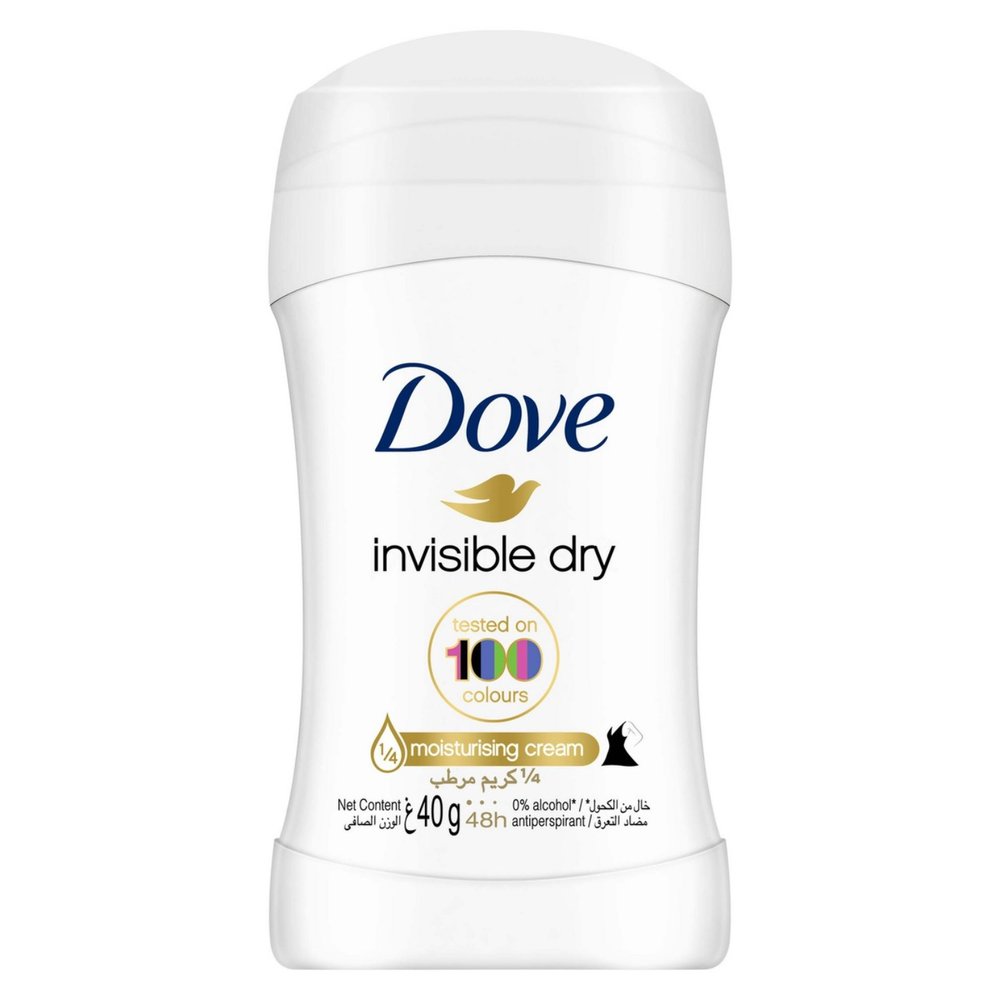 Dove
invisible dry
tested on
100
colours
1/4 moisturising cream
1/4 كريم مرطب
Net Content غ 40 g 0% alcohol* / خال من الكحول*
الوزن الصافي 48h antiperspirant / مضاد التعرق